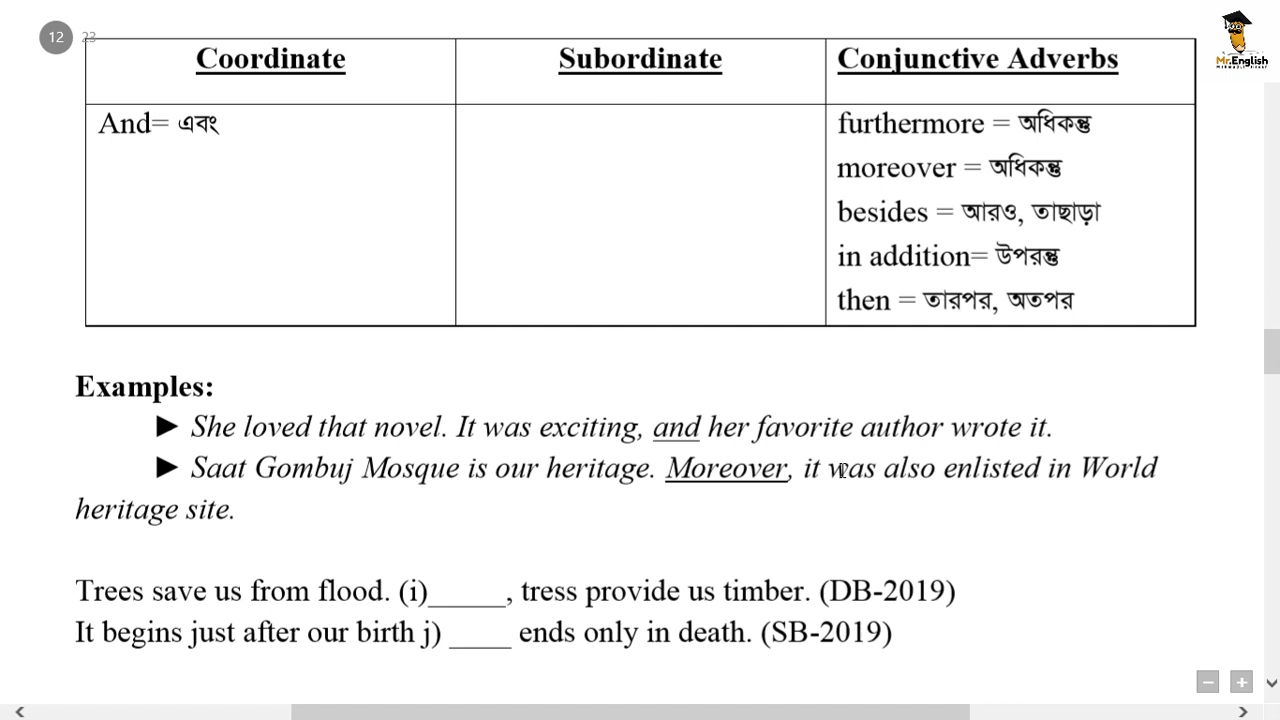 12 23
Mr.English
Coordinate Subordinate Conjunctive Adverbs
And= এবং furthermore = অধিকন্তু
moreover = অধিকন্তু
besides = আরও, তাছাড়া
in addition= উপরন্তু
then = তারপর, অতপর
Examples:
► She loved that novel. It was exciting, and her favorite author wrote it.
► Saat Gombuj Mosque is our heritage. Moreover, it was also enlisted in World
heritage site.
Trees save us from flood. (i)_____, tress provide us timber. (DB-2019)
It begins just after our birth j) ____ ends only in death. (SB-2019)